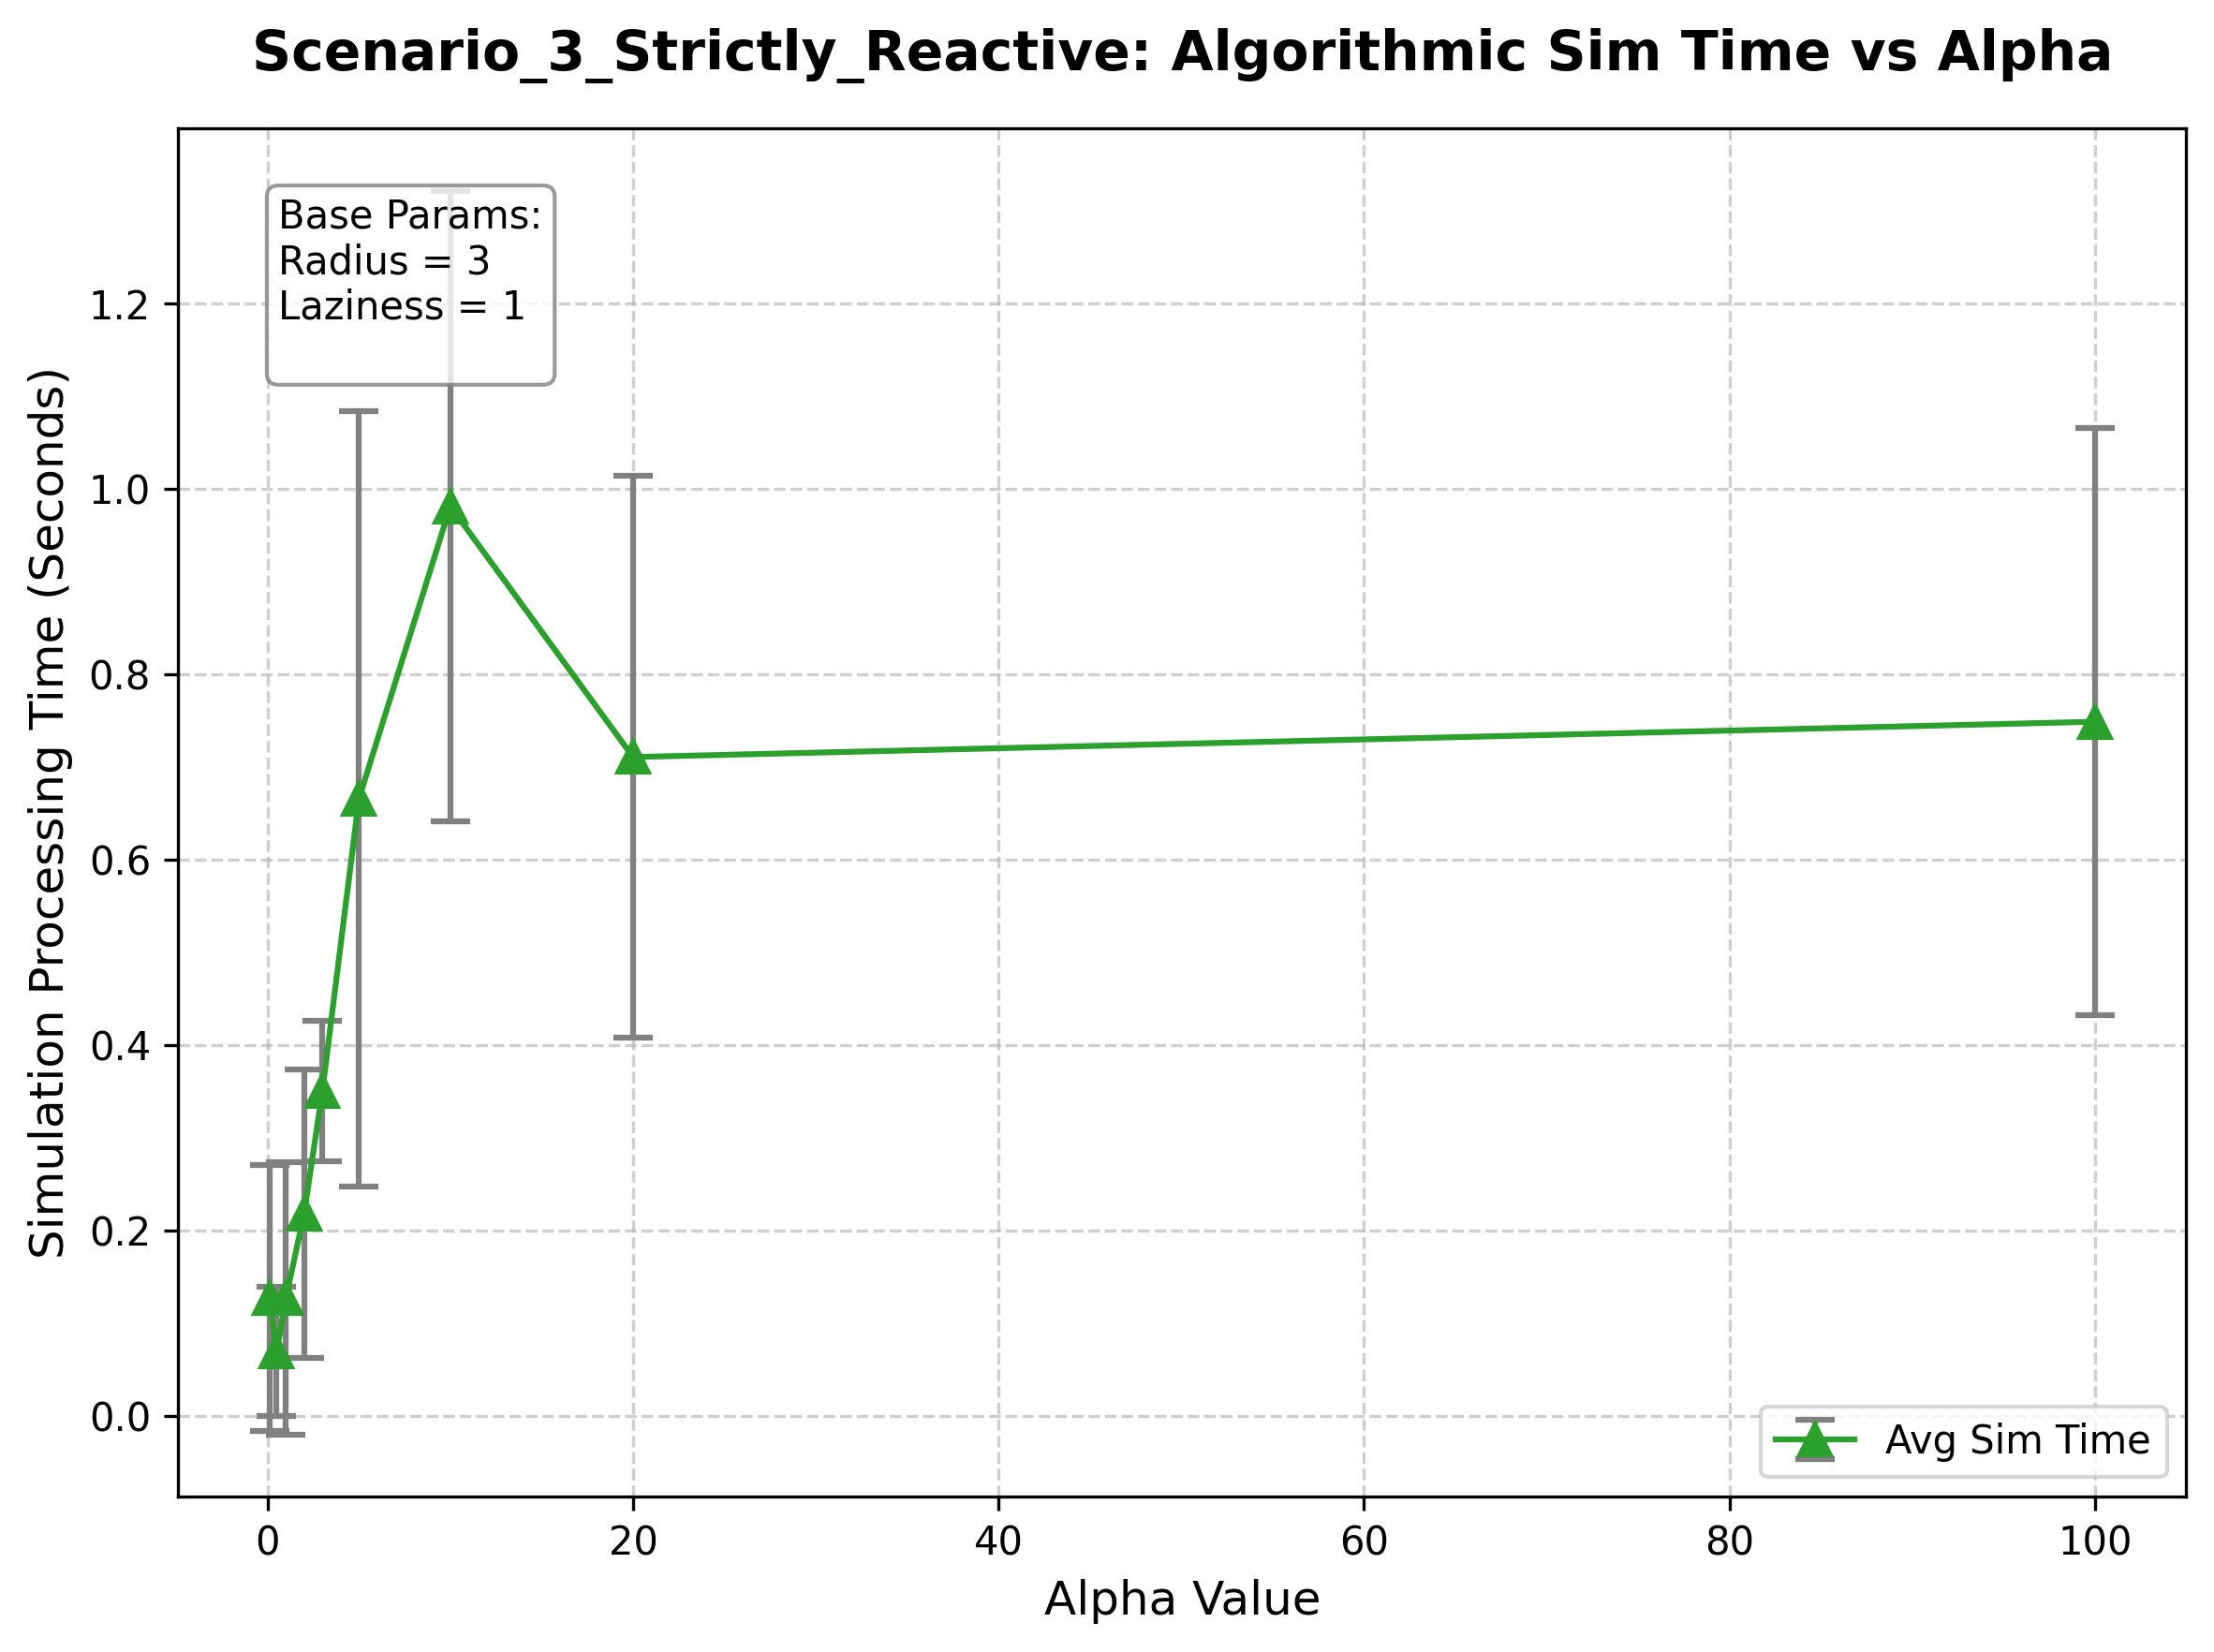 Scenario_3_Strictly_Reactive: Algorithmic Sim Time vs Alpha
Base Params:
Radius = 3
Laziness = 1
Simulation Processing Time (Seconds)
1.2
1.0
0.8
0.6
0.4
0.2
0.0
Avg Sim Time
0 20 40 60 80 100
Alpha Value